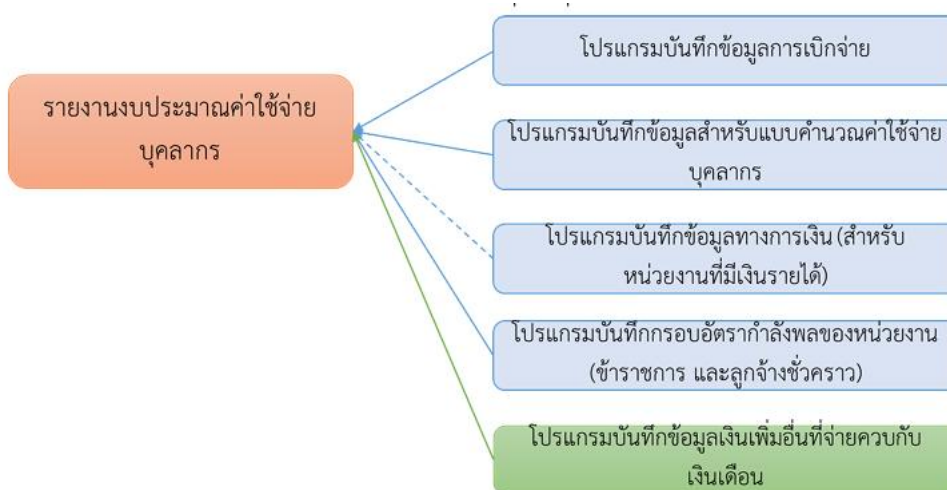 รายงานงบประมาณค่าใช้จ่าย
บุคลากร
โปรแกรมบันทึกข้อมูลการเบิกจ่าย
โปรแกรมบันทึกข้อมูลสำหรับแบบคำนวณค่าใช้จ่าย
บุคลากร
โปรแกรมบันทึกข้อมูลทางการเงิน (สำหรับ
หน่วยงานที่มีเงินรายได้)
โปรแกรมบันทึกกรอบอัตรากำลังพลของหน่วยงาน
(ข้าราชการ และลูกจ้างชั่วคราว)
โปรแกรมบันทึกข้อมูลเงินเพิ่มอื่นที่จ่ายควบกับ
เงินเดือน